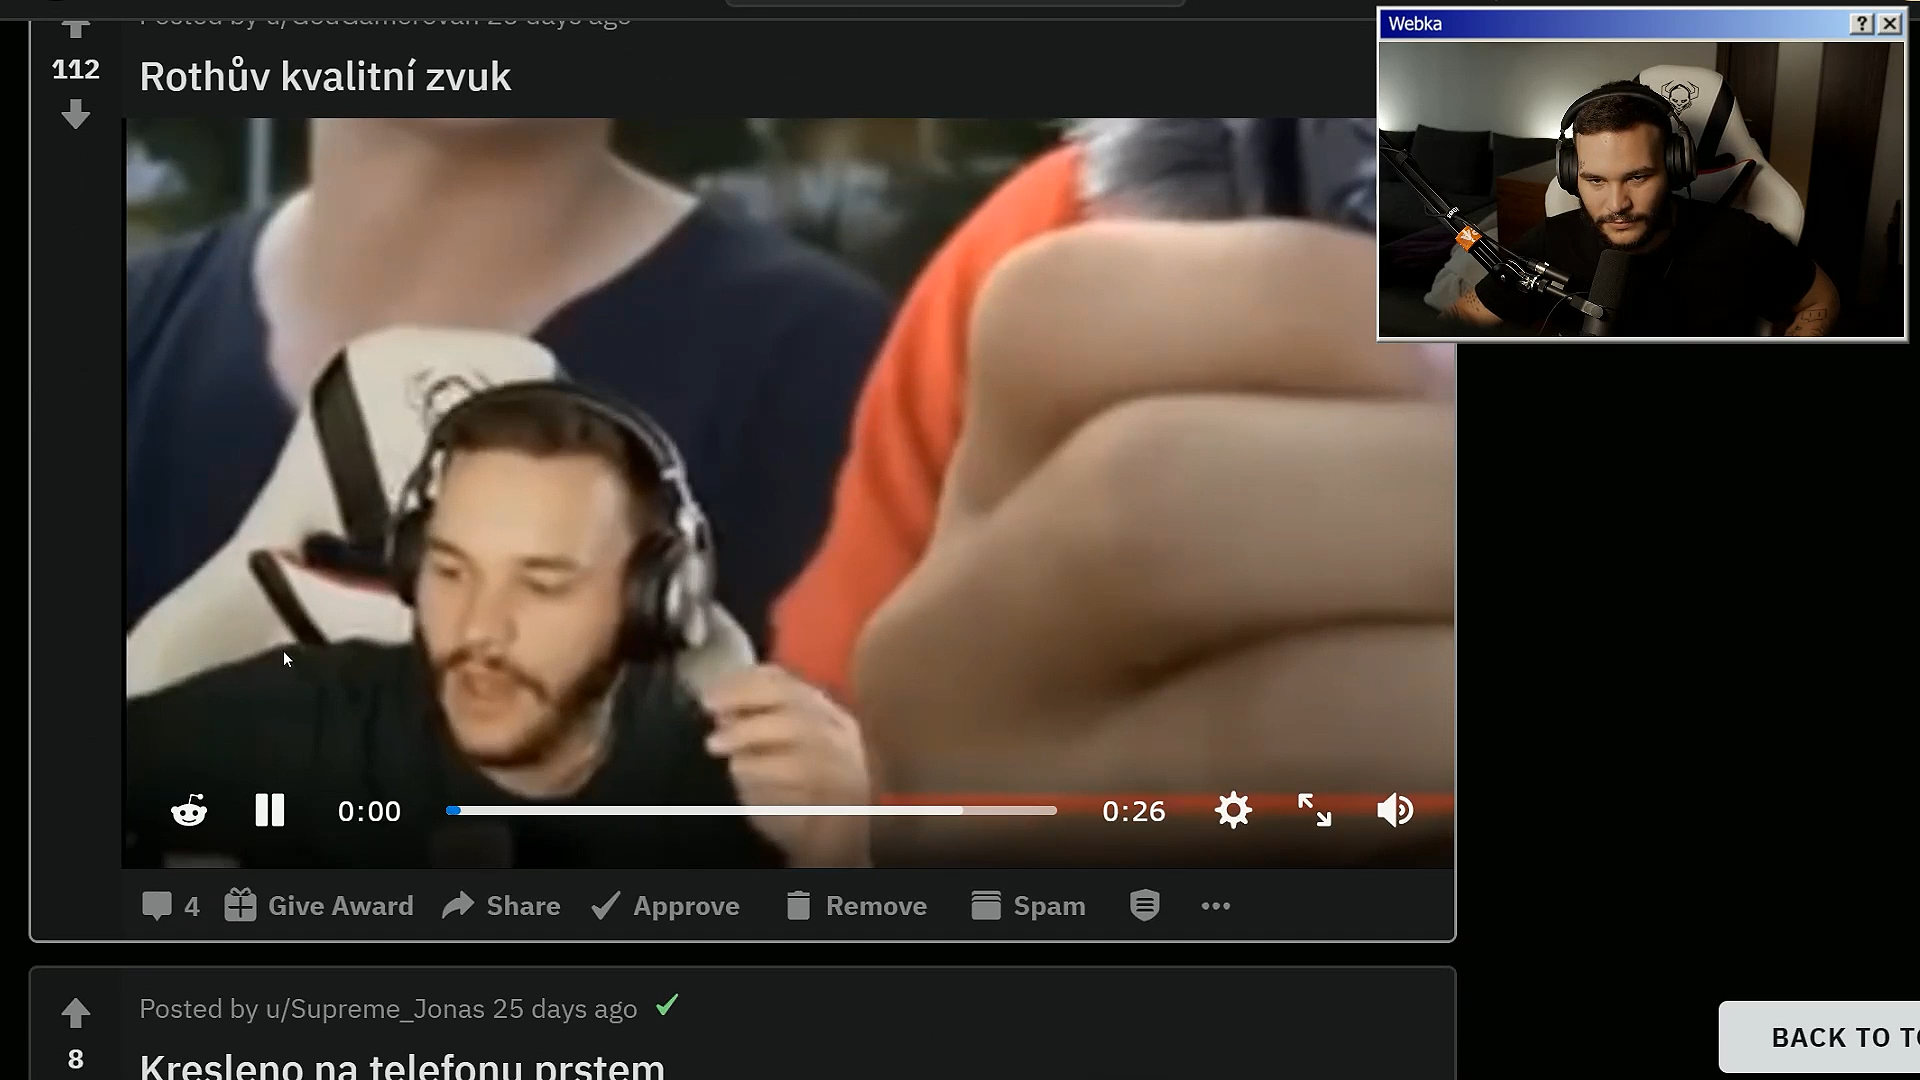 Webka
112
Rothův kvalitní zvuk
0:00
0:26
4
Give Award
Share
Approve
Remove
Spam
Posted by u/Supreme_Jonas 25 days ago
8
Kresleno na telefonu prstem
BACK TO